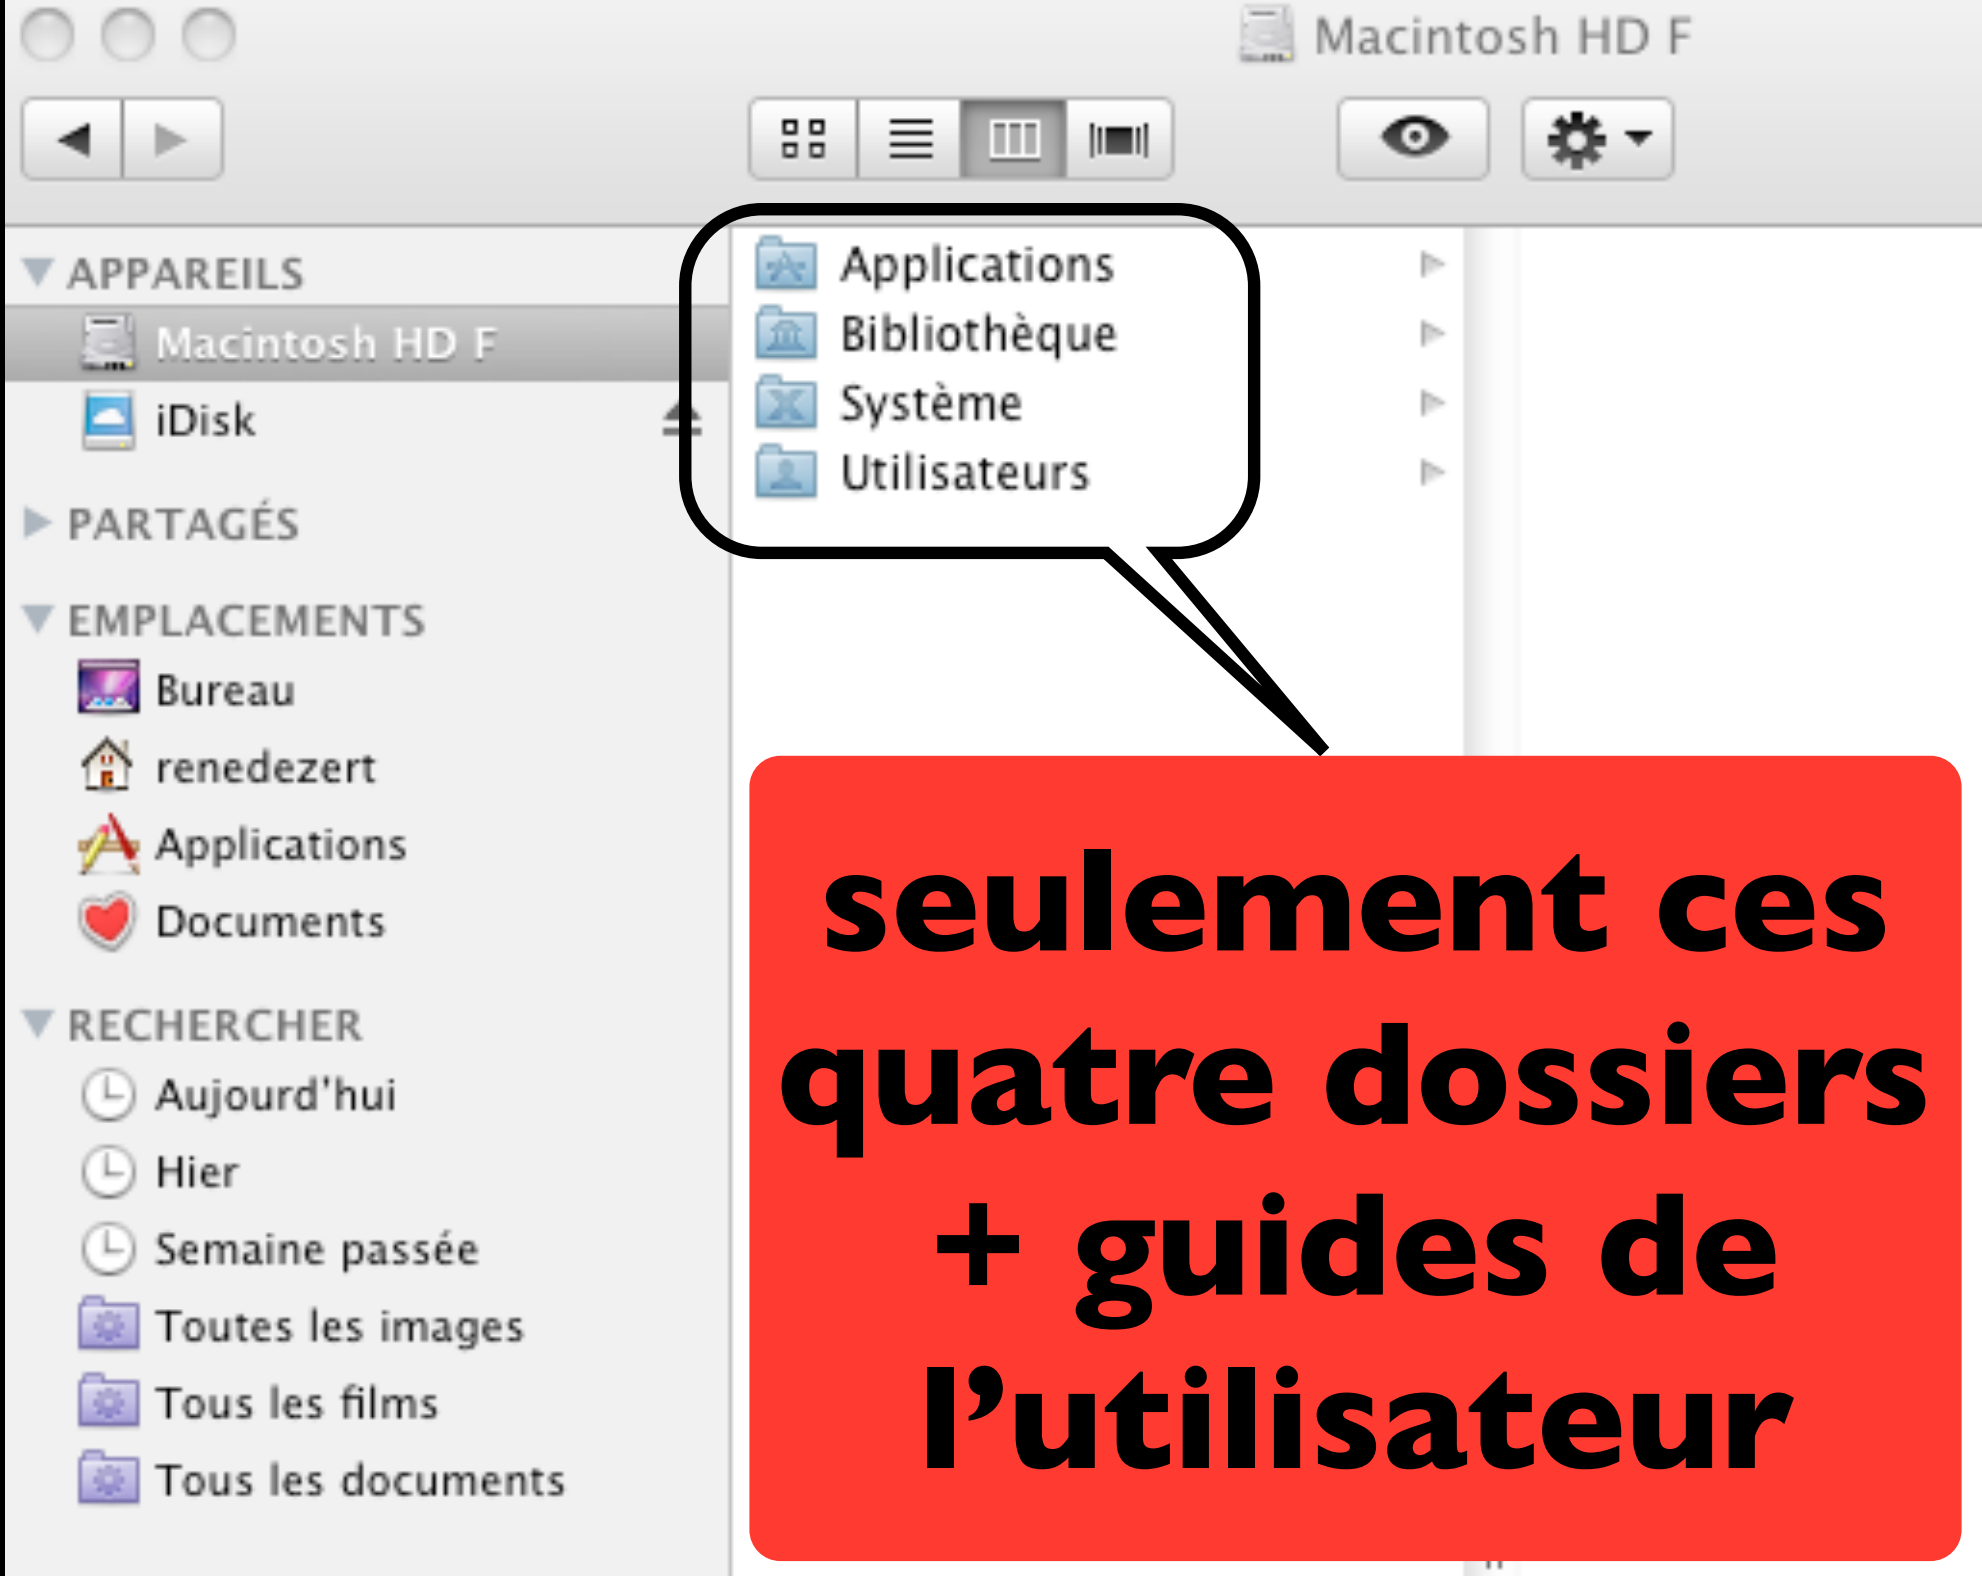 Macintosh HD F
APPAREILS
Macintosh HD F
iDisk
PARTAGÉS
EMPLACEMENTS
Bureau
renedezert
Applications
Documents
RECHERCHER
Aujourd'hui
Hier
Semaine passée
Toutes les images
Tous les films
Tous les documents
Applications
Bibliothèque
Système
Utilisateurs
seulement ces
quatre dossiers
+ guides de
l’utilisateur